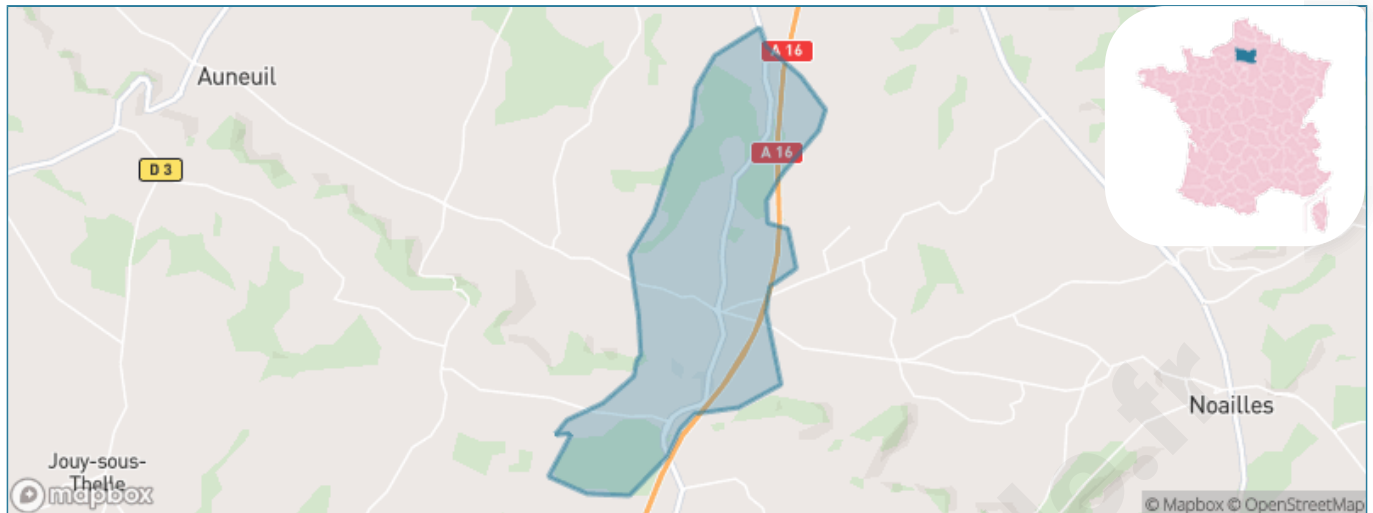 A 16
Auneuil
A 16
D 3
Noailles
Jouy-sous-
Thelle
mapbox
© Mapbox © OpenStreetMap